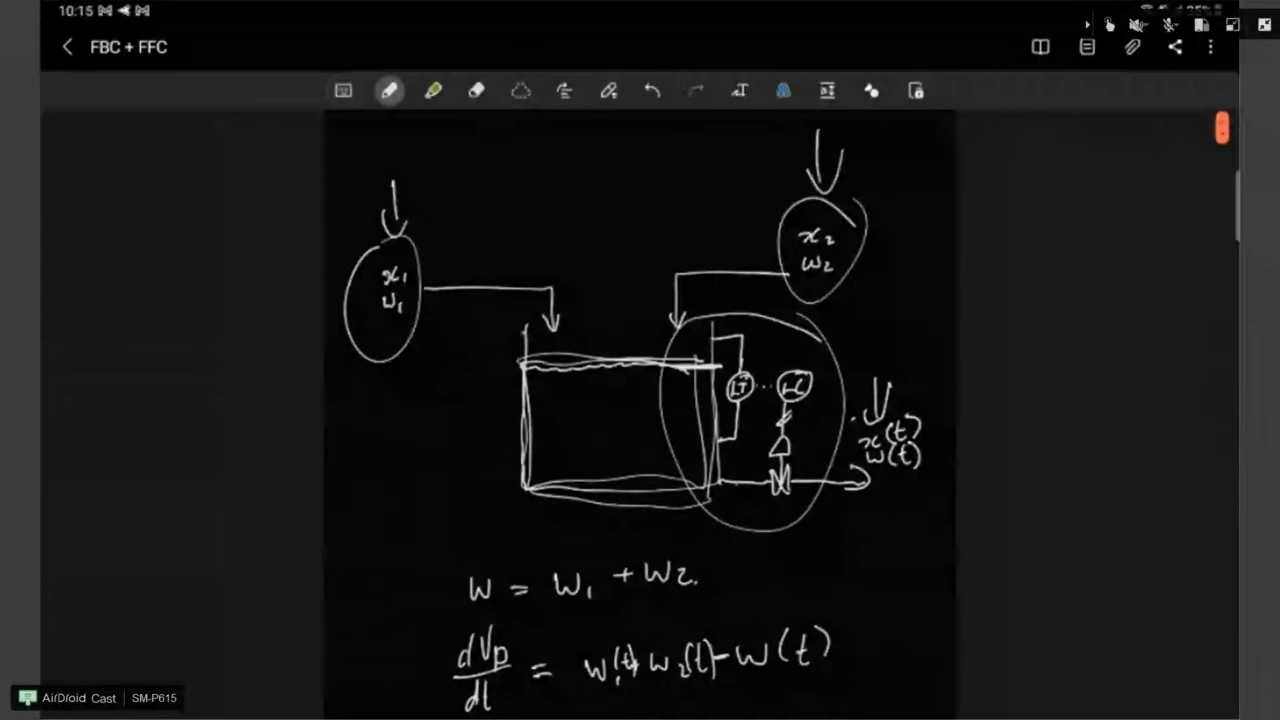 10:15
FBC + FFC
x₂
w₂
x₁
w₁
LT
LC
x(t)
w(t)
w = w₁ + w₂.
dVρ/dt = w₁(t)+ w₂(t) - w(t)
AirDroid Cast | SM-P615